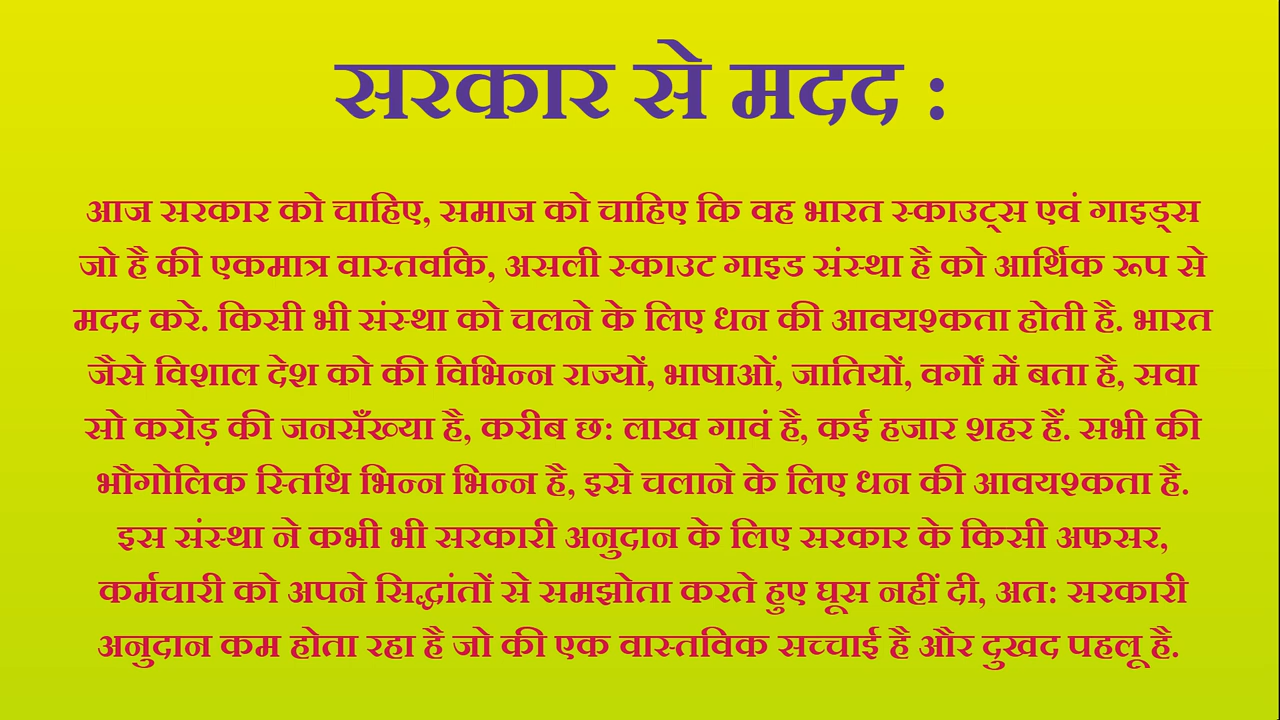 सरकार से मदद :
आज सरकार को चाहिए, समाज को चाहिए कि वह भारत स्काउट्स एवं गाइड्स
जो है की एकमात्र वास्तवकि, असली स्काउट गाइड संस्था है को आर्थिक रूप से
मदद करे. किसी भी संस्था को चलने के लिए धन की आवयश्कता होती है. भारत
जैसे विशाल देश को की विभिन्न राज्यों, भाषाओं, जातियों, वर्गों में बता है, सवा
सो करोड़ की जनसँख्या है, करीब छ: लाख गावं है, कई हजार शहर हैं. सभी की
भौगोलिक स्तिथि भिन्न भिन्न है, इसे चलाने के लिए धन की आवयश्कता है.
इस संस्था ने कभी भी सरकारी अनुदान के लिए सरकार के किसी अफसर,
कर्मचारी को अपने सिद्धांतों से समझोता करते हुए घूस नहीं दी, अत: सरकारी
अनुदान कम होता रहा है जो की एक वास्तविक सच्चाई है और दुखद पहलू है.